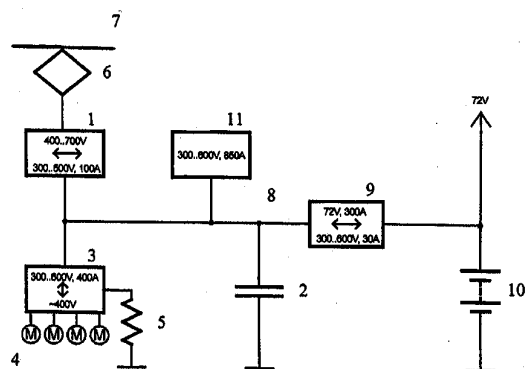 7
6
1
400..700V
300..600V, 100A
11
300..600V, 850A
8
9
72V, 300A
300..600V, 30A
72V
3
300..600V, 400A
~400V
2
5
10
M M M M
4